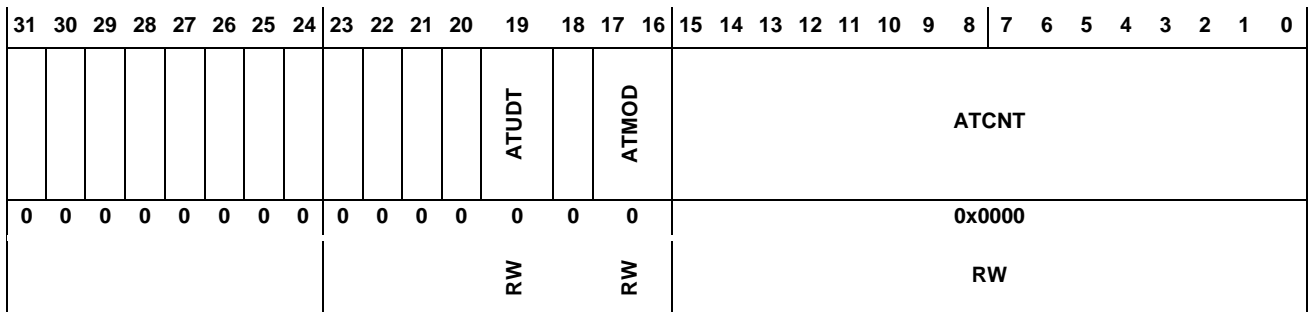 31 30 29 28 27 26 25 24 23 22 21 20 19 18 17 16 15 14 13 12 11 10 9 8 7 6 5 4 3 2 1 0
ATUDT ATMOD ATCNT
0 0 0 0 0 0 0 0 0 0 0 0 0 0 0 0x0000
RW RW RW